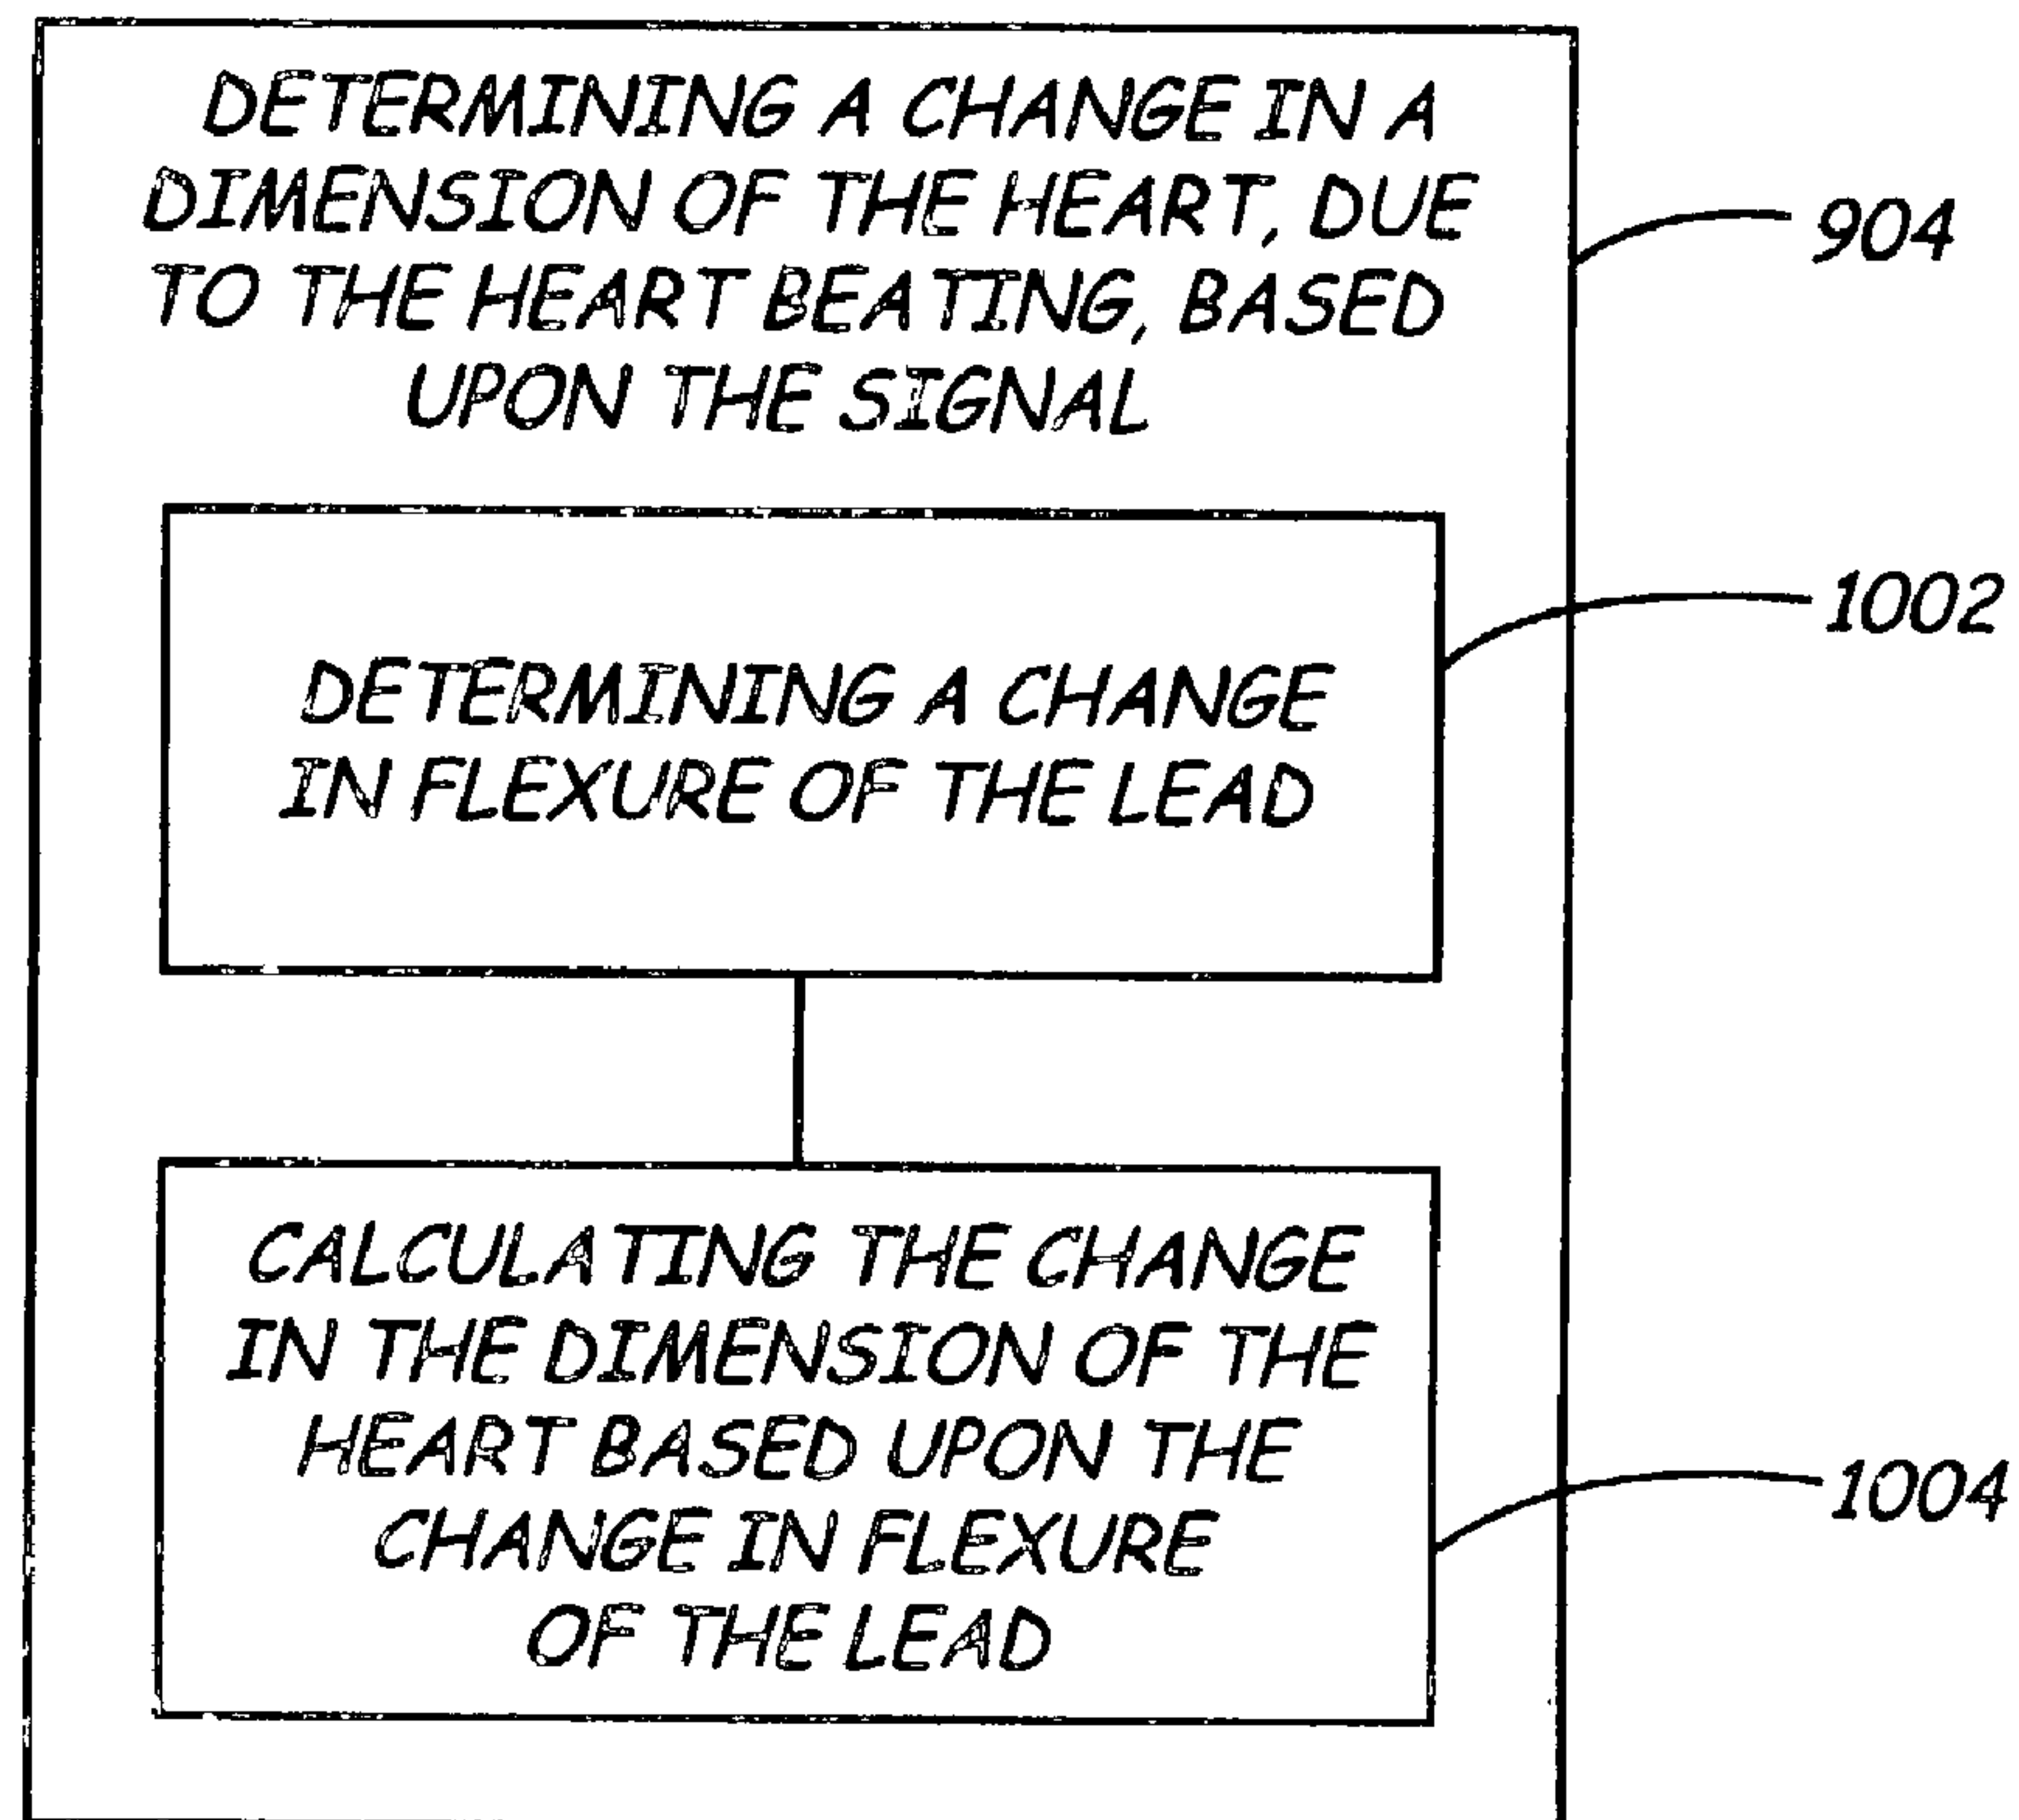 DETERMINING A CHANGE IN A
DIMENSION OF THE HEART, DUE
TO THE HEART BEATING, BASED
UPON THE SIGNAL
904
1002
DETERMINING A CHANGE
IN FLEXURE OF THE LEAD
CALCULATING THE CHANGE
IN THE DIMENSION OF THE
HEART BASED UPON THE
CHANGE IN FLEXURE
OF THE LEAD
1004